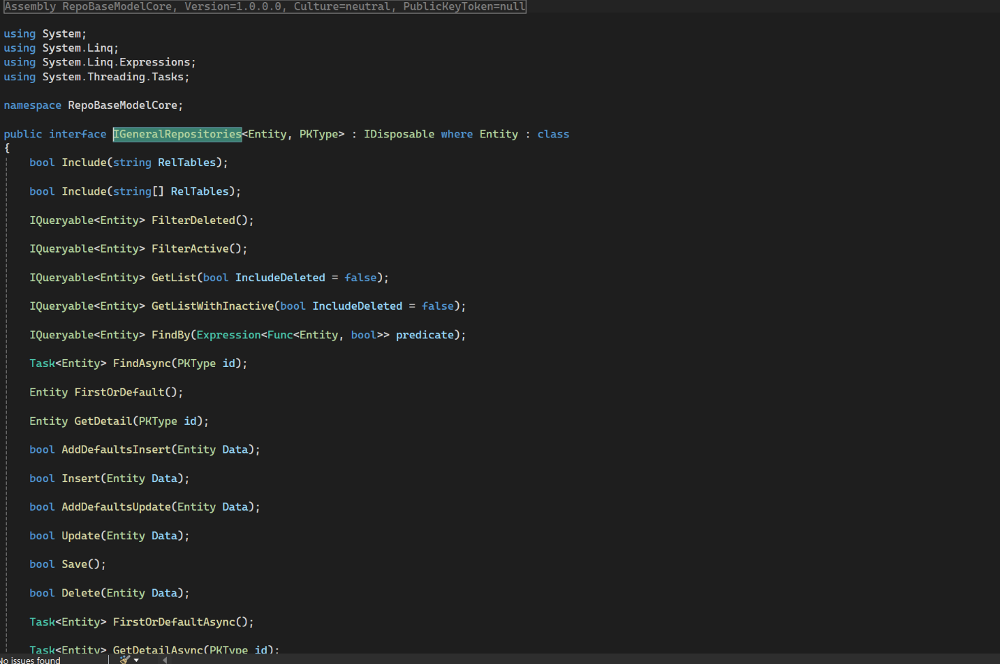 Assembly RepoBaseModelCore, Version=1.0.0.0, Culture=neutral, PublicKeyToken=null
using System;
using System.Linq;
using System.Linq.Expressions;
using System.Threading.Tasks;
namespace RepoBaseModelCore;
public interface IGeneralRepositories<Entity, PKType> : IDisposable where Entity : class
{
bool Include(string RelTables);
bool Include(string[] RelTables);
IQueryable<Entity> FilterDeleted();
IQueryable<Entity> FilterActive();
IQueryable<Entity> GetList(bool IncludeDeleted = false);
IQueryable<Entity> GetListWithInactive(bool IncludeDeleted = false);
IQueryable<Entity> FindBy(Expression<Func<Entity, bool>> predicate);
Task<Entity> FindAsync(PKType id);
Entity FirstOrDefault();
Entity GetDetail(PKType id);
bool AddDefaultsInsert(Entity Data);
bool Insert(Entity Data);
bool AddDefaultsUpdate(Entity Data);
bool Update(Entity Data);
bool Save();
bool Delete(Entity Data);
Task<Entity> FirstOrDefaultAsync();
Task<Entity> GetDetailAsync(PKType id);
No issues found